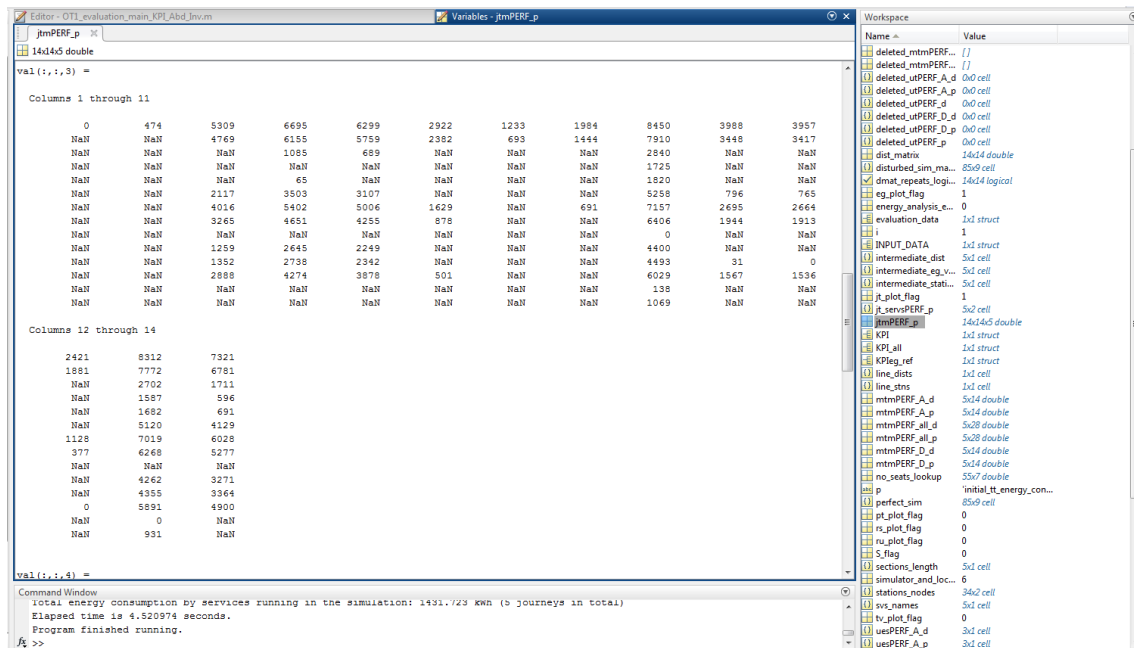 Editor - OT1_evaluation_main_KPI_Abd_Inv.m
Variables - jtmPERF_p
jtmPERF_p
14x14x5 double
val(:,:,3) =
Columns 1 through 11
0 474 5309 6695 6299 2922 1233 1984 8450 3988 3957
NaN NaN 4769 6155 5759 2382 693 1444 7910 3448 3417
NaN NaN NaN 1085 689 NaN NaN NaN 2840 NaN NaN
NaN NaN NaN NaN NaN NaN NaN NaN 1725 NaN NaN
NaN NaN NaN 65 NaN NaN NaN NaN 1820 NaN NaN
NaN NaN 2117 3503 3107 NaN NaN NaN 5258 796 765
NaN NaN 4016 5402 5006 1629 NaN 691 7157 2695 2664
NaN NaN 3265 4651 4255 878 NaN NaN 6406 1944 1913
NaN NaN NaN NaN NaN NaN NaN NaN 0 NaN NaN
NaN NaN 1259 2645 2249 NaN NaN NaN 4400 NaN NaN
NaN NaN 1352 2738 2342 NaN NaN NaN 4493 31 0
NaN NaN 2888 4274 3878 501 NaN NaN 6029 1567 1536
NaN NaN NaN NaN NaN NaN NaN NaN 138 NaN NaN
NaN NaN NaN NaN NaN NaN NaN NaN 1069 NaN NaN
Columns 12 through 14
2421 8312 7321
1881 7772 6781
NaN 2702 1711
NaN 1587 596
NaN 1682 691
NaN 5120 4129
1128 7019 6028
377 6268 5277
NaN NaN NaN
NaN 4262 3271
NaN 4355 3364
0 5891 4900
NaN 0 NaN
NaN 931 NaN
val(:,:,4) =
Command Window
Total energy consumption by services running in the simulation: 1431.723 kWh (5 journeys in total)
Elapsed time is 4.520974 seconds.
Program finished running.
fx >>
Workspace
Name Value
deleted_mtmPERF... []
deleted_mtmPERF... []
deleted_utPERF_A_d 0x0 cell
deleted_utPERF_A_p 0x0 cell
deleted_utPERF_d 0x0 cell
deleted_utPERF_D_d 0x0 cell
deleted_utPERF_D_p 0x0 cell
deleted_utPERF_p 0x0 cell
dist_matrix 14x14 double
disturbed_sim_ma... 85x9 cell
dmat_repeats_logi... 14x14 logical
eg_plot_flag 1
energy_analysis_e... 0
evaluation_data 1x1 struct
i 1
INPUT_DATA 1x1 struct
intermediate_dist 5x1 cell
intermediate_eg_v... 5x1 cell
intermediate_stati... 5x1 cell
jt_plot_flag 1
jt_servsPERF_p 5x2 cell
jtmPERF_p 14x14x5 double
KPI 1x1 struct
KPI_all 1x1 struct
KPIeg_ref 1x1 struct
line_dists 1x1 cell
line_stns 1x1 cell
mtmPERF_A_d 5x14 double
mtmPERF_A_p 5x14 double
mtmPERF_all_d 5x28 double
mtmPERF_all_p 5x28 double
mtmPERF_D_d 5x14 double
mtmPERF_D_p 5x14 double
no_seats_lookup 55x7 double
abc p 'initial_tt_energy_con...
perfect_sim 85x9 cell
pt_plot_flag 0
rs_plot_flag 0
ru_plot_flag 0
S_flag 0
sections_length 5x1 cell
simulator_and_loc... 6
stations_nodes 34x2 cell
svs_names 5x1 cell
tv_plot_flag 0
uesPERF_A_d 3x1 cell
uesPERF_A_p 3x1 cell